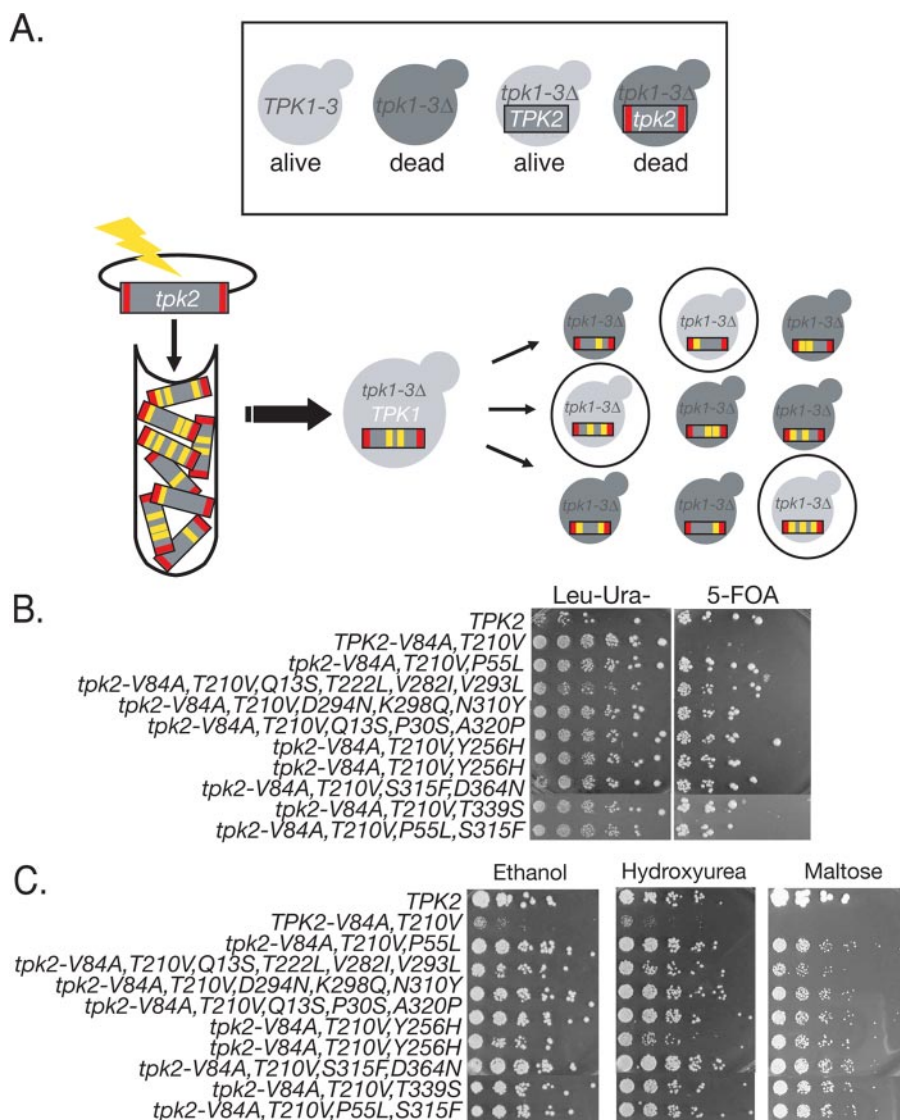 A.
TPK1-3
tpk1-3Δ
tpk1-3Δ
tpk1-3Δ
TPK2
tpk2
alive
dead
alive
dead
tpk2
tpk1-3Δ
TPK1
tpk1-3Δ
tpk1-3Δ
tpk1-3Δ
tpk1-3Δ
tpk1-3Δ
tpk1-3Δ
tpk1-3Δ
tpk1-3Δ
tpk1-3Δ
B.
Leu-Ura-
5-FOA
TPK2
TPK2-V84A,T210V
tpk2-V84A,T210V,P55L
tpk2-V84A,T210V,Q13S,T222L,V282I,V293L
tpk2-V84A,T210V,D294N,K298Q,N310Y
tpk2-V84A,T210V,Q13S,P30S,A320P
tpk2-V84A,T210V,Y256H
tpk2-V84A,T210V,Y256H
tpk2-V84A,T210V,S315F,D364N
tpk2-V84A,T210V,T339S
tpk2-V84A,T210V,P55L,S315F
C.
Ethanol
Hydroxyurea
Maltose
TPK2
TPK2-V84A,T210V
tpk2-V84A,T210V,P55L
tpk2-V84A,T210V,Q13S,T222L,V282I,V293L
tpk2-V84A,T210V,D294N,K298Q,N310Y
tpk2-V84A,T210V,Q13S,P30S,A320P
tpk2-V84A,T210V,Y256H
tpk2-V84A,T210V,Y256H
tpk2-V84A,T210V,S315F,D364N
tpk2-V84A,T210V,T339S
tpk2-V84A,T210V,P55L,S315F